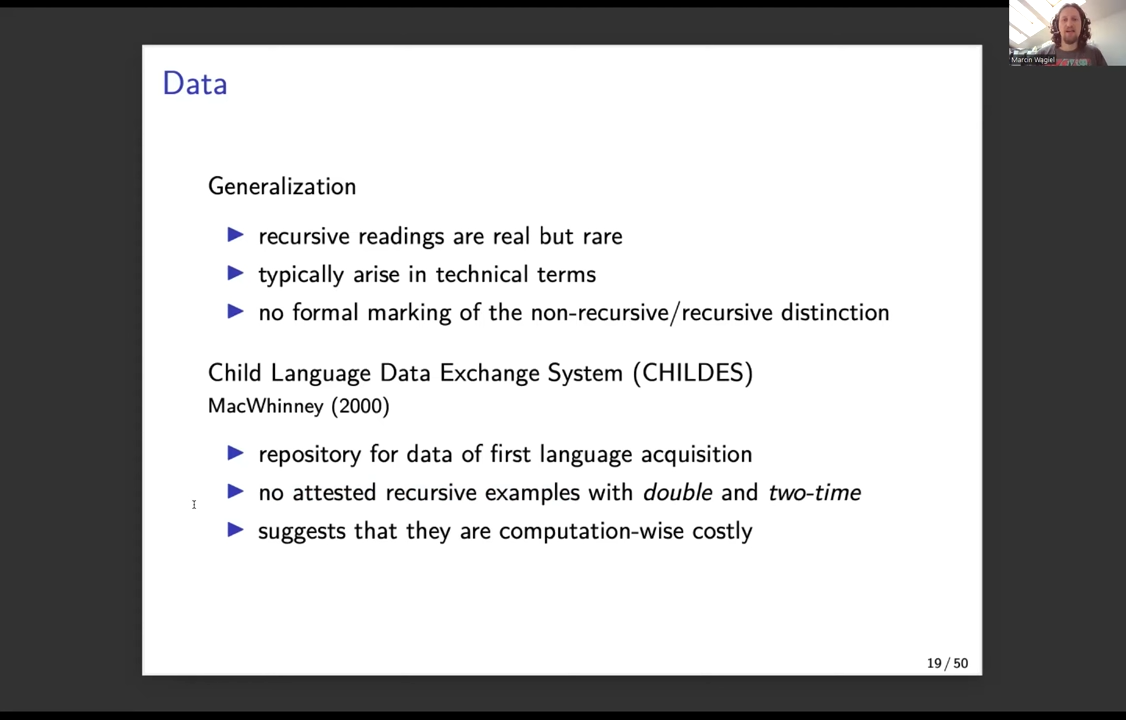 Marcin Wągiel
Data
Generalization
recursive readings are real but rare
typically arise in technical terms
no formal marking of the non-recursive/recursive distinction
Child Language Data Exchange System (CHILDES)
MacWhinney (2000)
repository for data of first language acquisition
no attested recursive examples with double and two-time
suggests that they are computation-wise costly
19 / 50